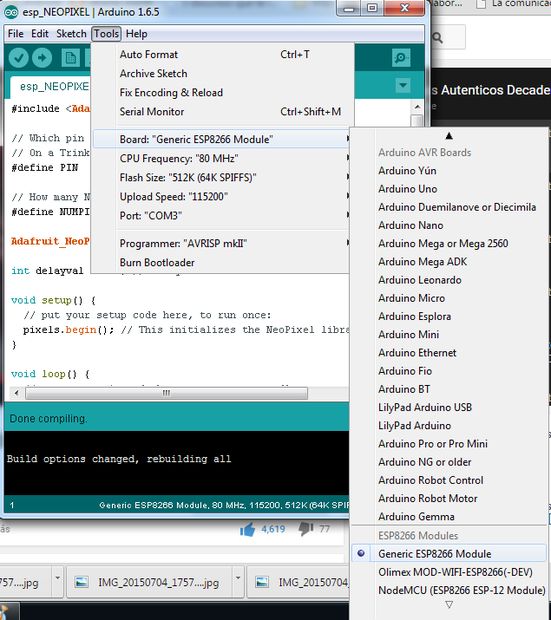 esp_NEOPIXEL | Arduino 1.6.5
File Edit Sketch Tools Help
esp_NEOPIXE
#include <Ada
// Which pin
// On a Trink
#define PIN
// How many N
#define NUMPI
Adafruit_NeoP
int delayval
void setup() {
// put your setup code here, to run once:
pixels.begin(); // This initializes the NeoPixel libra
}
void loop() {
Done compiling.
Build options changed, rebuilding all
1
Generic ESP8266 Module, 80 MHz, 115200, 512K (64K SPIFFS
Auto Format Ctrl+T
Archive Sketch
Fix Encoding & Reload
Serial Monitor Ctrl+Shift+M
Board: "Generic ESP8266 Module"
CPU Frequency: "80 MHz"
Flash Size: "512K (64K SPIFFS)"
Upload Speed: "115200"
Port: "COM3"
Programmer: "AVRISP mkII"
Burn Bootloader
Arduino AVR Boards
Arduino Yún
Arduino Uno
Arduino Duemilanove or Diecimila
Arduino Nano
Arduino Mega or Mega 2560
Arduino Mega ADK
Arduino Leonardo
Arduino Micro
Arduino Esplora
Arduino Mini
Arduino Ethernet
Arduino Fio
Arduino BT
LilyPad Arduino USB
LilyPad Arduino
Arduino Pro or Pro Mini
Arduino NG or older
Arduino Robot Control
Arduino Robot Motor
Arduino Gemma
ESP8266 Modules
Generic ESP8266 Module
Olimex MOD-WIFI-ESP8266(-DEV)
NodeMCU (ESP8266 ESP-12 Module)
abor...
La comunicac
s Autenticos Decade
ás
4,619
77
757....jpg
IMG_20150704_1757....jpg
IMG_20150704_